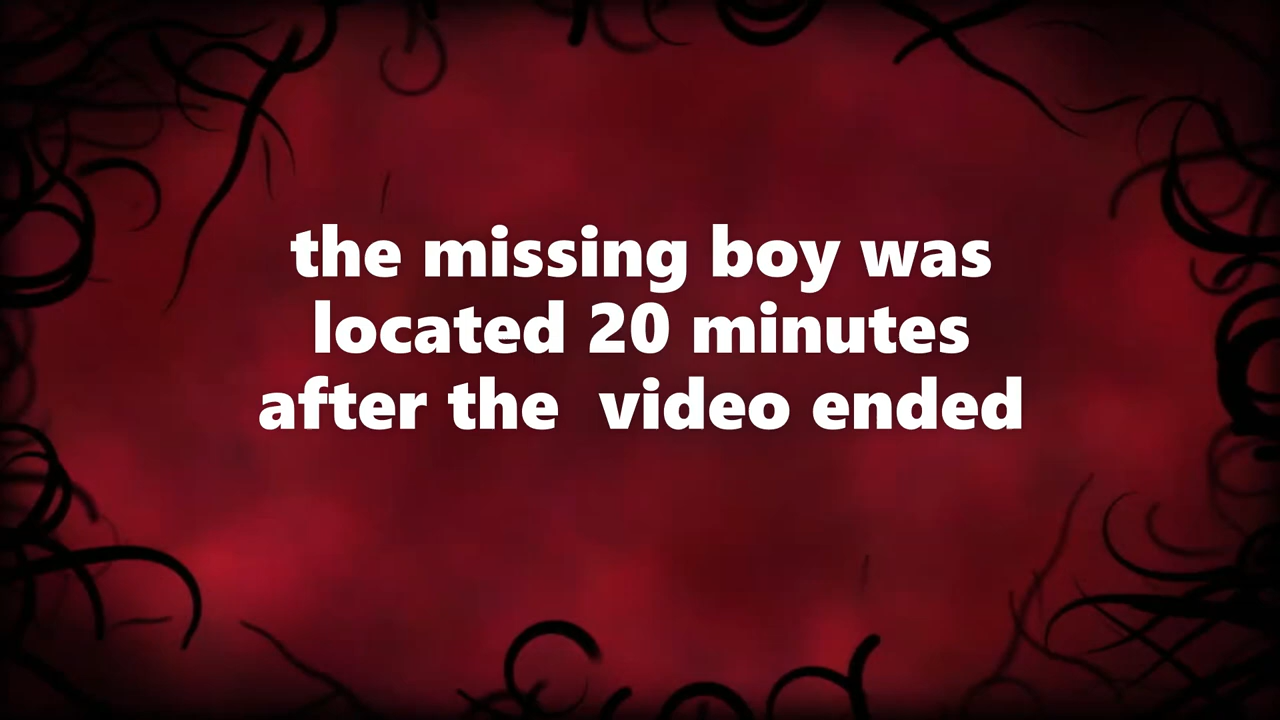 the missing boy was
located 20 minutes
after the  video ended